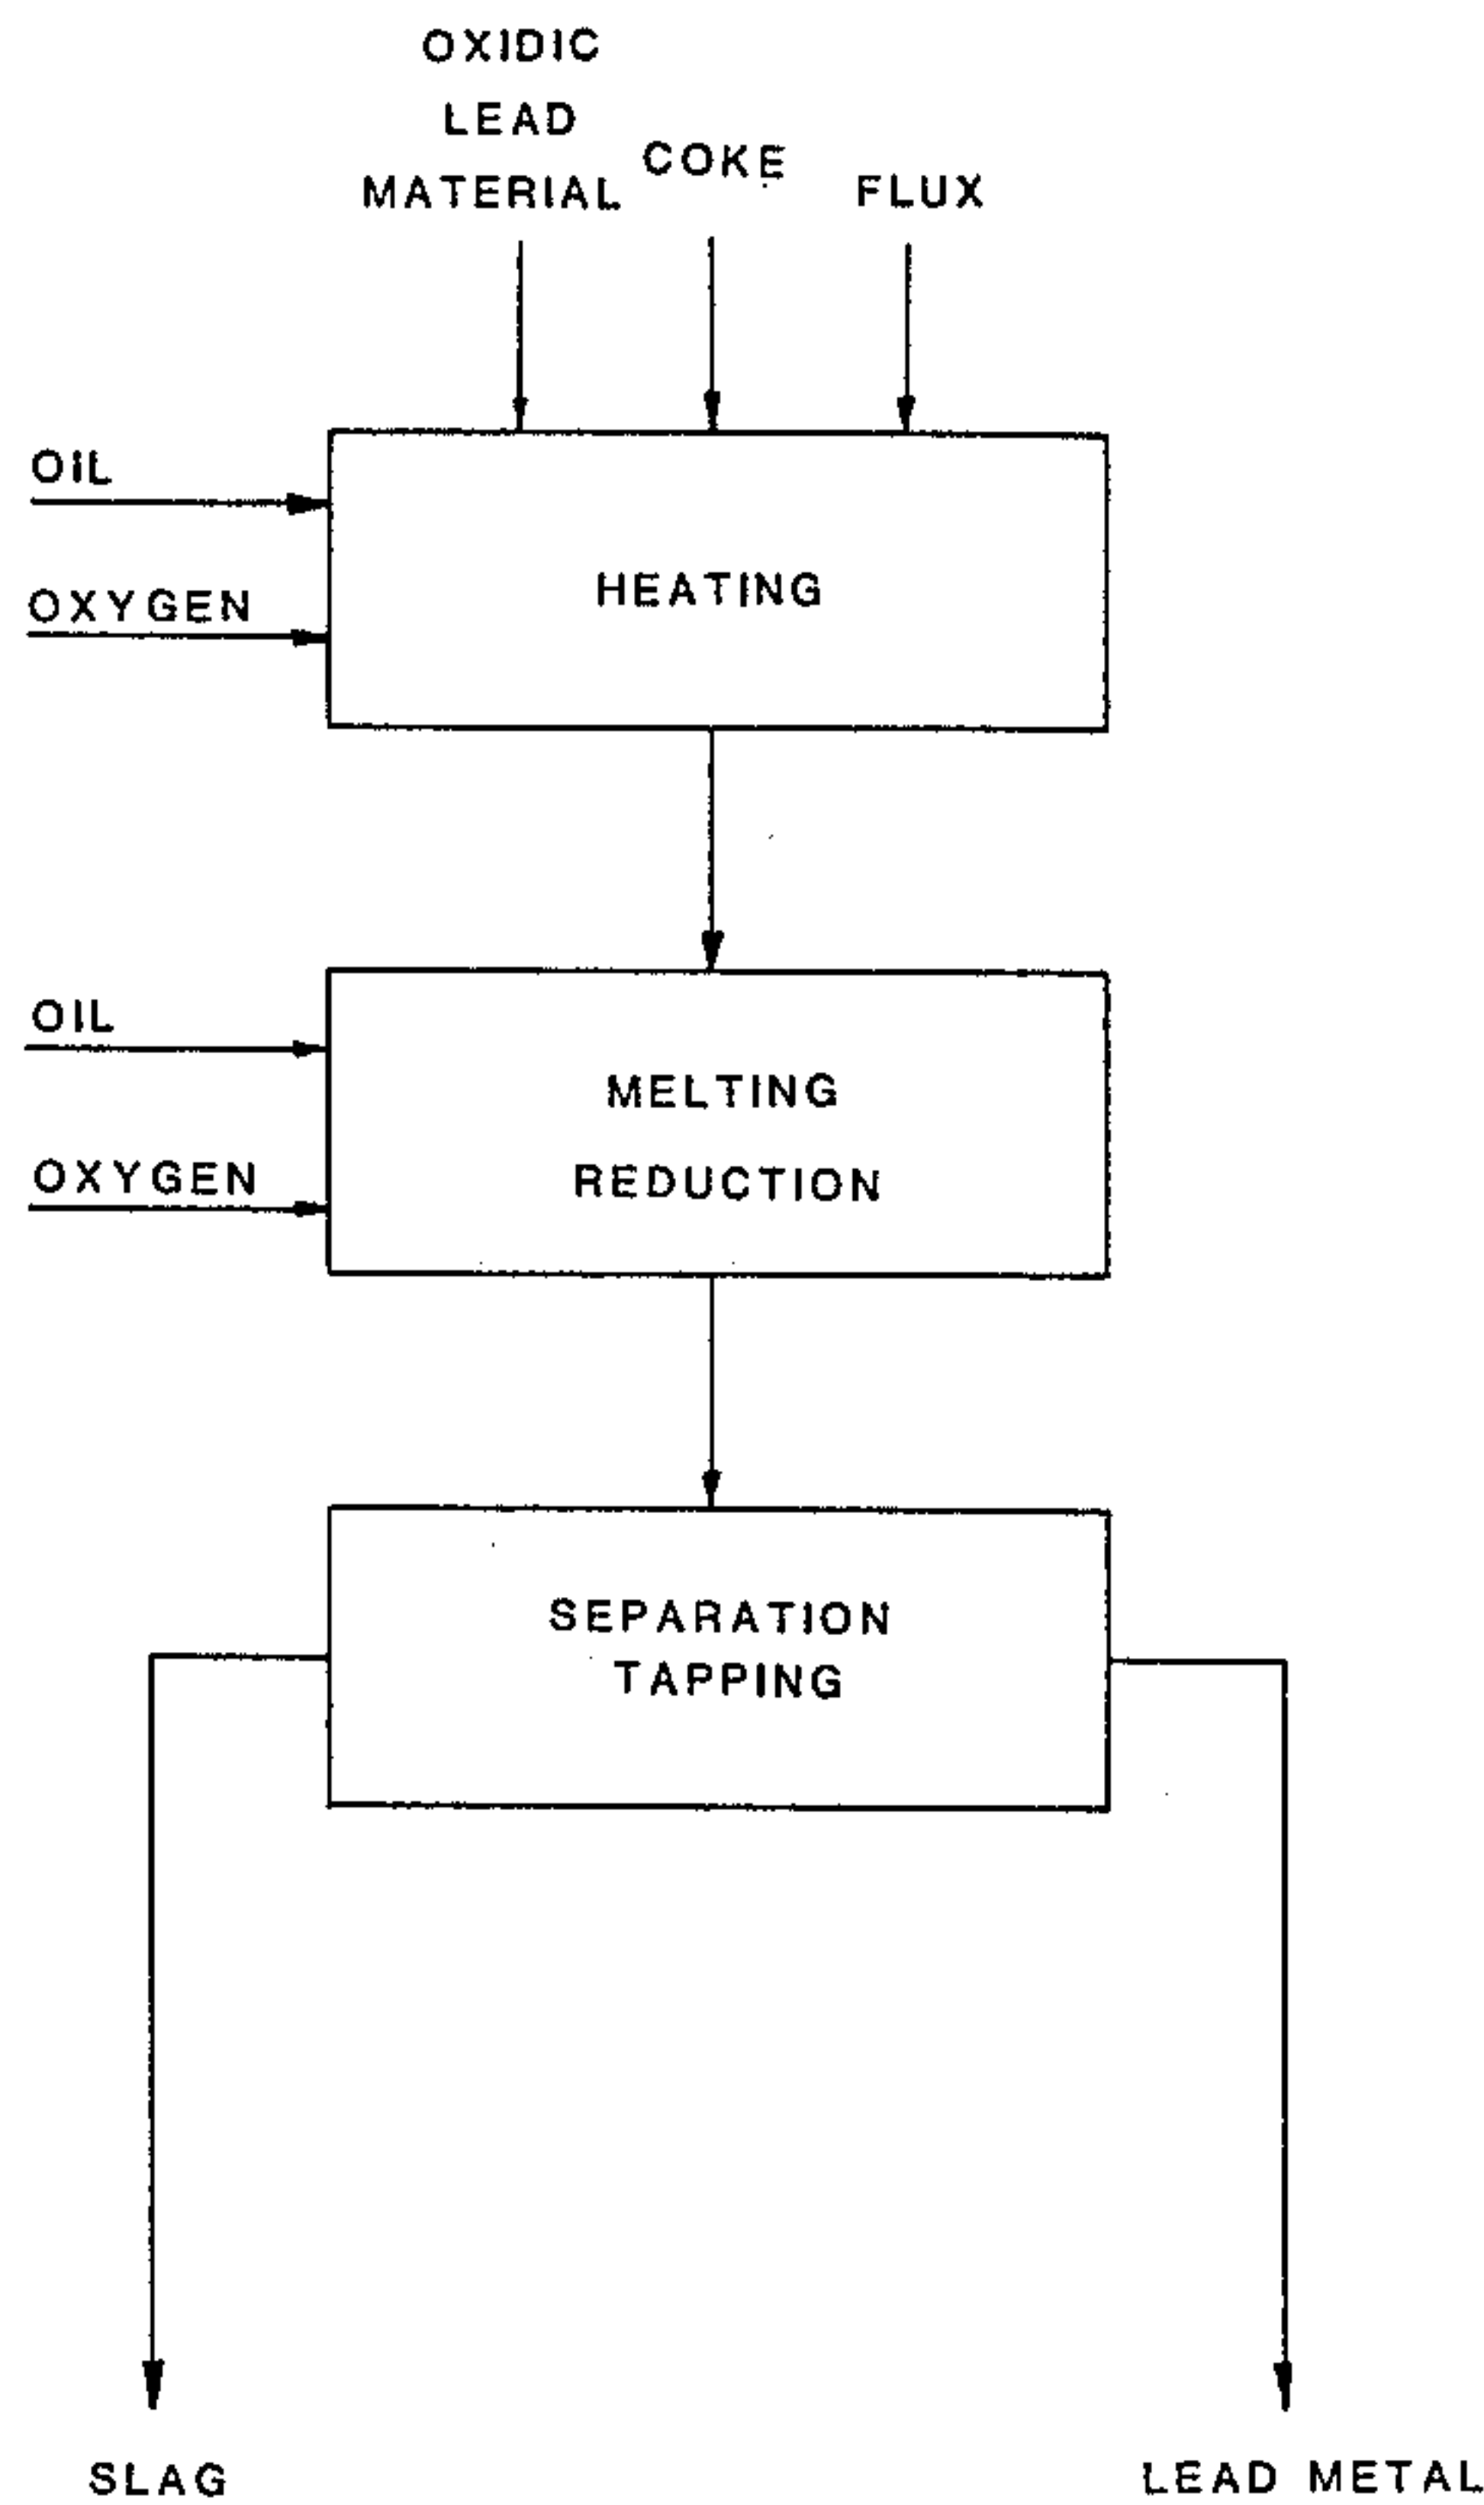 OXIDIC
LEAD
MATERIAL
COKE
FLUX
OIL
OXYGEN
HEATING
OIL
OXYGEN
MELTING
REDUCTION
SEPARATION
TAPPING
SLAG
LEAD METAL